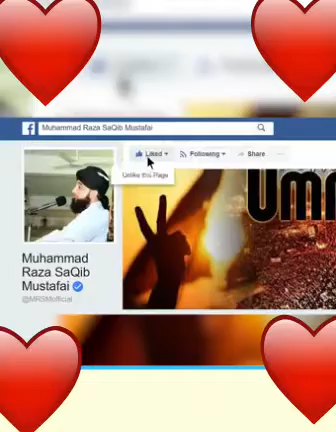 f Muhammad Raza SaQib Mustafai
Liked Following Share
Unlike this Page
Umm
Muhammad
Raza SaQib
Mustafai
@MRSMofficial